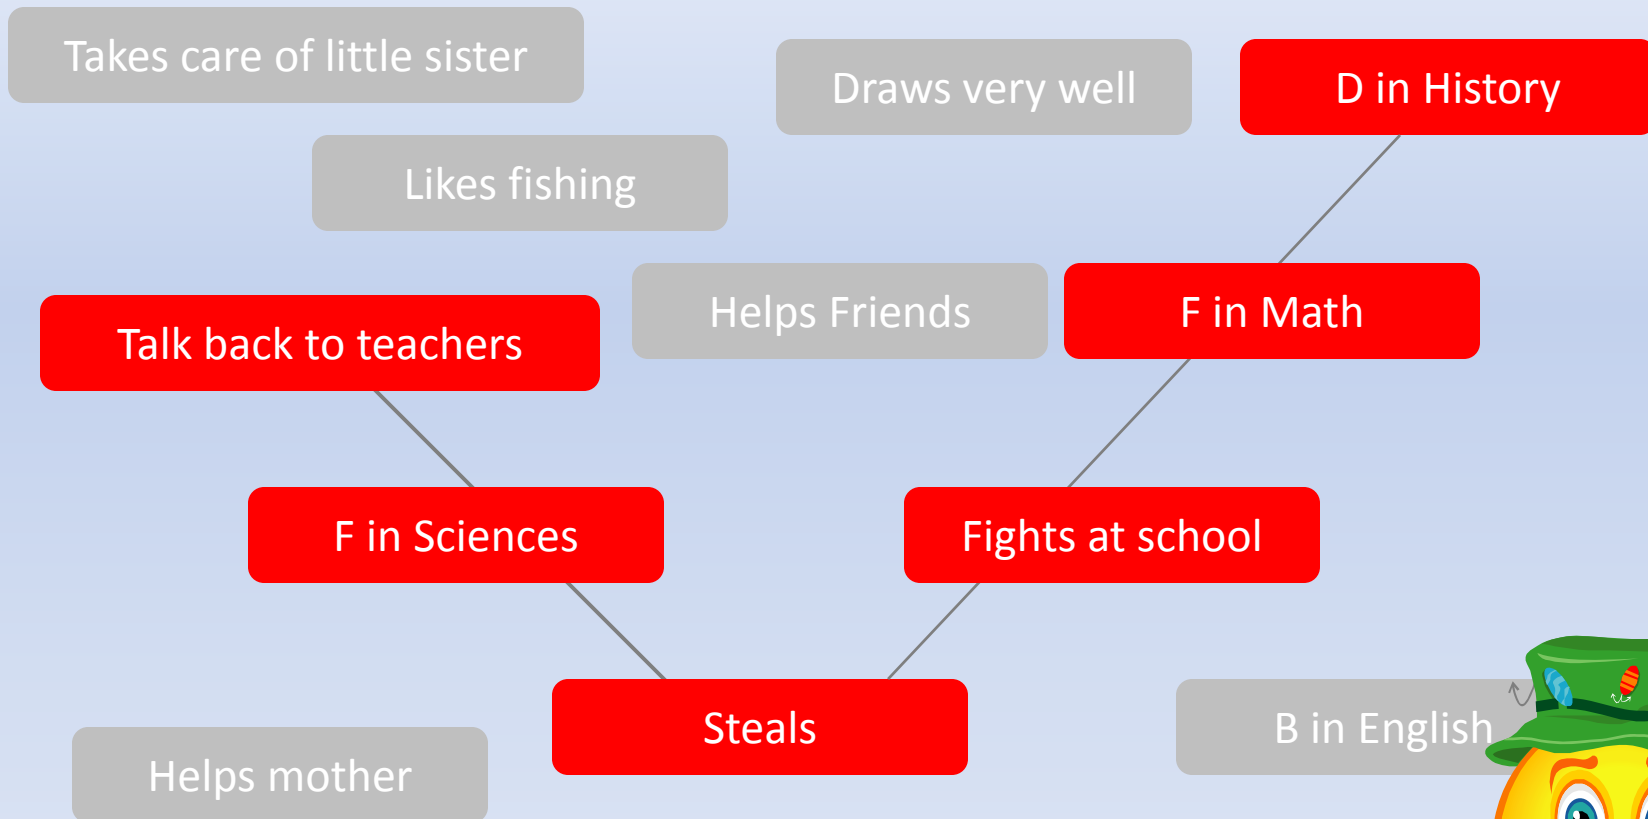 Takes care of little sister
Draws very well
D in History
Likes fishing
Helps Friends
F in Math
Talk back to teachers
F in Sciences
Fights at school
Steals
B in English
Helps mother